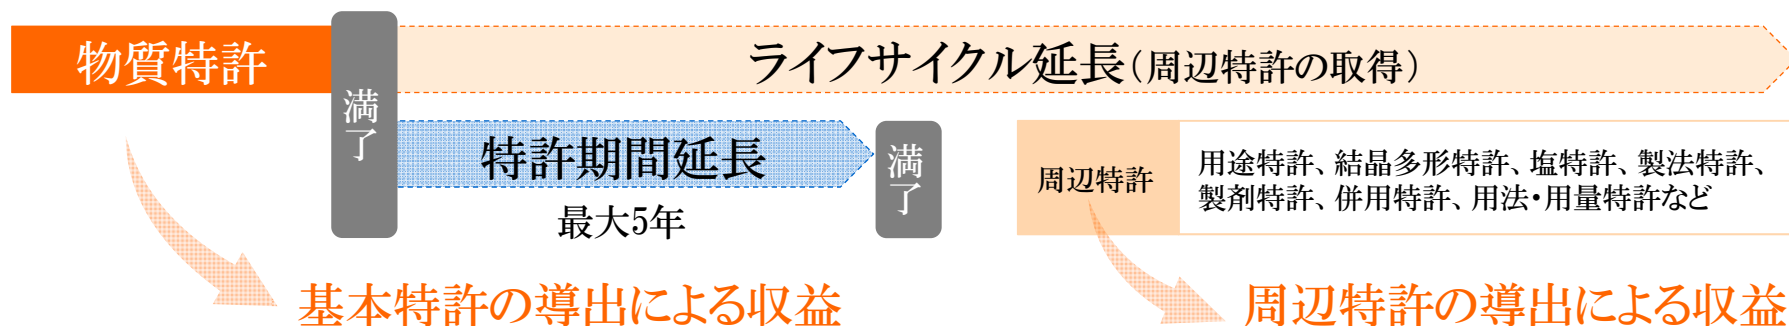 物質特許
満了
ライフサイクル延長(周辺特許の取得)
特許期間延長
最大5年
満了
周辺特許
用途特許、結晶多形特許、塩特許、製法特許、
製剤特許、併用特許、用法・用量特許など
基本特許の導出による収益
周辺特許の導出による収益